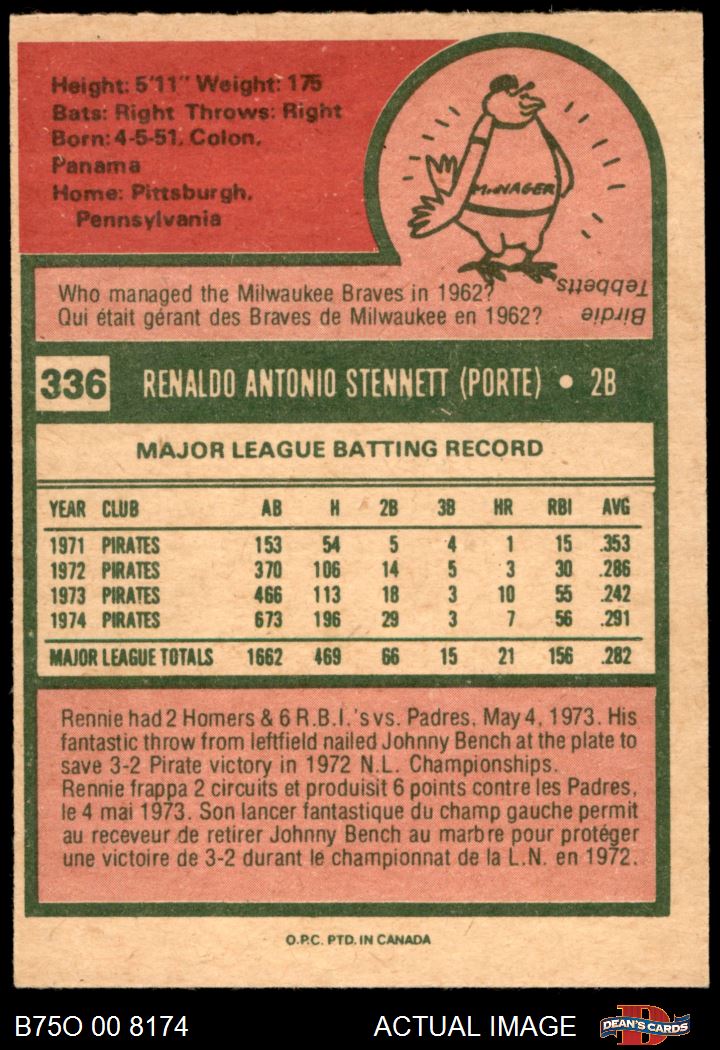 Height: 5'11" Weight: 175
Bats: Right Throws: Right
Born: 4-5-51, Colon,
Panama
Home: Pittsburgh,
Pennsylvania
MANAGER
Who managed the Milwaukee Braves in 1962?
Qui était gérant des Braves de Milwaukee en 1962?
Birdie
Tebbetts
336 RENALDO ANTONIO STENNETT (PORTE) • 2B
MAJOR LEAGUE BATTING RECORD
YEAR CLUB AB H 2B 3B HR RBI AVG
1971 PIRATES 153 54 5 4 1 15 .353
1972 PIRATES 370 106 14 5 3 30 .286
1973 PIRATES 466 113 18 3 10 55 .242
1974 PIRATES 673 196 29 3 7 56 .291
MAJOR LEAGUE TOTALS 1662 469 66 15 21 156 .282
Rennie had 2 Homers & 6 R.B.I.'s vs. Padres, May 4, 1973. His
fantastic throw from leftfield nailed Johnny Bench at the plate to
save 3-2 Pirate victory in 1972 N.L. Championships.
Rennie frappa 2 circuits et produisit 6 points contre les Padres,
le 4 mai 1973. Son lancer fantastique du champ gauche permit
au receveur de retirer Johnny Bench au marbre pour protéger
une victoire de 3-2 durant le championnat de la L.N. en 1972.
O.P.C. PTD. IN CANADA
B75O 00 8174 ACTUAL IMAGE DEAN'S CARDS